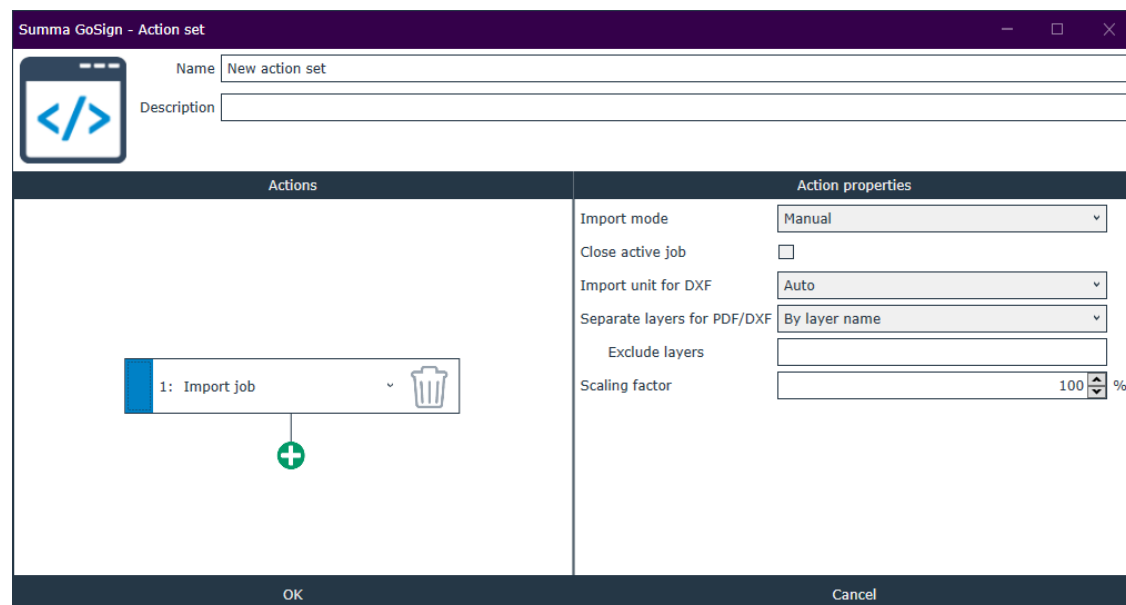 Summa GoSign - Action set
Name New action set
Description
</>
Actions
Action properties
Import mode Manual
Close active job
Import unit for DXF Auto
Separate layers for PDF/DXF By layer name
Exclude layers
1: Import job
Scaling factor 100 %
OK
Cancel